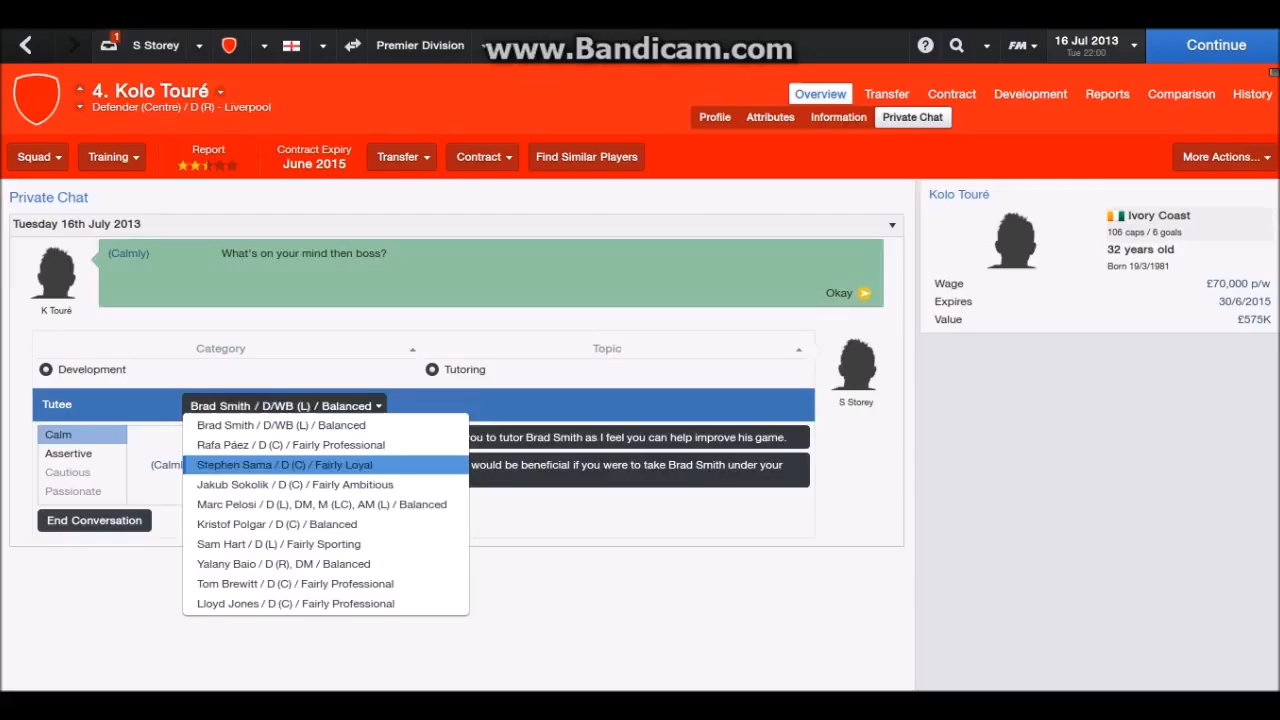 1
S Storey
Premier Division
www.Bandicam.com
?
FM
16 Jul 2013
Tue 22:00
Continue
4. Kolo Touré
Defender (Centre) / D (R) - Liverpool
Overview
Transfer
Contract
Development
Reports
Comparison
History
Profile
Attributes
Information
Private Chat
Squad
Training
Report
Contract Expiry
June 2015
Transfer
Contract
Find Similar Players
More Actions...
Private Chat
Tuesday 16th July 2013
(Calmly)
What's on your mind then boss?
Okay
K Touré
Category
Topic
Development
Tutoring
S Storey
Tutee
Brad Smith / D/WB (L) / Balanced
Brad Smith / D/WB (L) / Balanced
Rafa Páez / D (C) / Fairly Professional
Stephen Sama / D (C) / Fairly Loyal
Jakub Sokolik / D (C) / Fairly Ambitious
Marc Pelosi / D (L), DM, M (LC), AM (L) / Balanced
Kristof Polgar / D (C) / Balanced
Sam Hart / D (L) / Fairly Sporting
Yalany Baio / D (R), DM / Balanced
Tom Brewitt / D (C) / Fairly Professional
Lloyd Jones / D (C) / Fairly Professional
Calm
Assertive
Cautious
Passionate
(Calml
you to tutor Brad Smith as I feel you can help improve his game.
would be beneficial if you were to take Brad Smith under your
End Conversation
Kolo Touré
Ivory Coast
106 caps / 6 goals
32 years old
Born 19/3/1981
Wage
£70,000 p/w
Expires
30/6/2015
Value
£575K